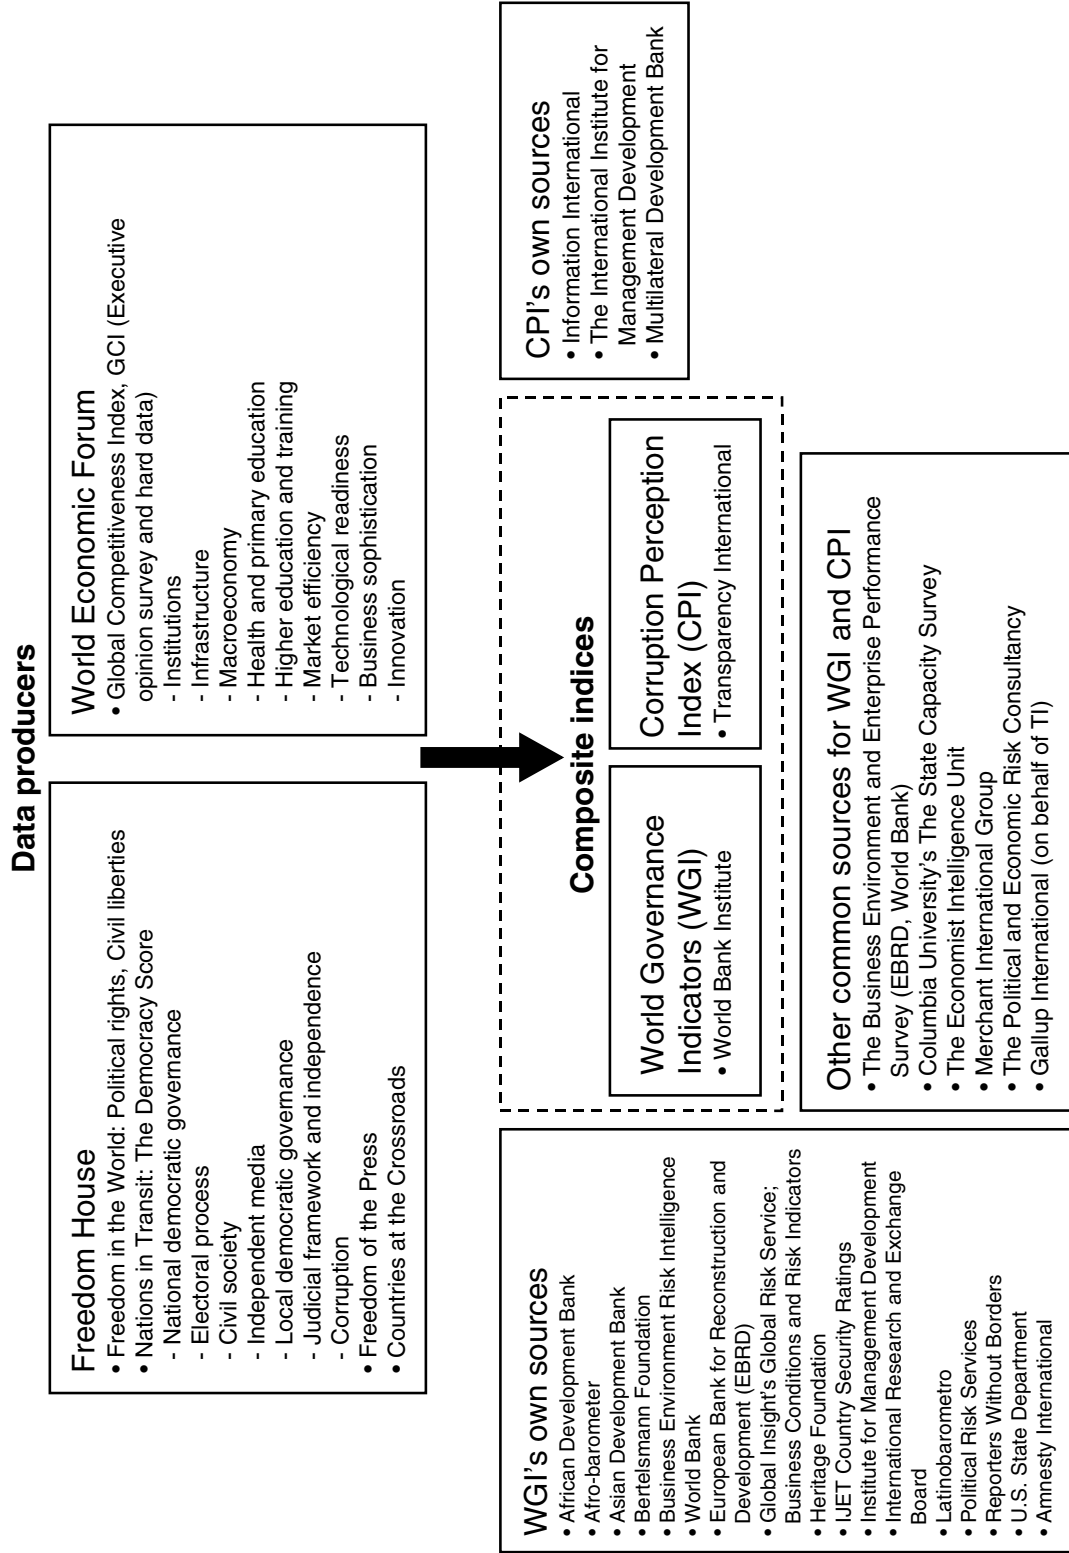 Data producers
Freedom House
• Freedom in the World: Political rights, Civil liberties
• Nations in Transit: The Democracy Score
- National democratic governance
- Electoral process
- Civil society
- Independent media
- Local democratic governance
- Judicial framework and independence
- Corruption
• Freedom of the Press
• Countries at the Crossroads
World Economic Forum
• Global Competitiveness Index, GCI (Executive
opinion survey and hard data)
- Institutions
- Infrastructure
- Macroeconomy
- Health and primary education
- Higher education and training
- Market efficiency
- Technological readiness
- Business sophistication
- Innovation
WGI's own sources
• African Development Bank
• Afro-barometer
• Asian Development Bank
• Bertelsmann Foundation
• Business Environment Risk Intelligence
• World Bank
• European Bank for Reconstruction and
Development (EBRD)
• Global Insight's Global Risk Service;
Business Conditions and Risk Indicators
• Heritage Foundation
• IJET Country Security Ratings
• Institute for Management Development
• International Research and Exchange
Board
• Latinobarometro
• Political Risk Services
• Reporters Without Borders
• U.S. State Department
• Amnesty International
Composite indices
World Governance
Indicators (WGI)
• World Bank Institute
Corruption Perception
Index (CPI)
• Transparency International
CPI's own sources
• Information International
• The International Institute for
Management Development
• Multilateral Development Bank
Other common sources for WGI and CPI
• The Business Environment and Enterprise Performance
Survey (EBRD, World Bank)
• Columbia University's The State Capacity Survey
• The Economist Intelligence Unit
• Merchant International Group
• The Political and Economic Risk Consultancy
• Gallup International (on behalf of TI)